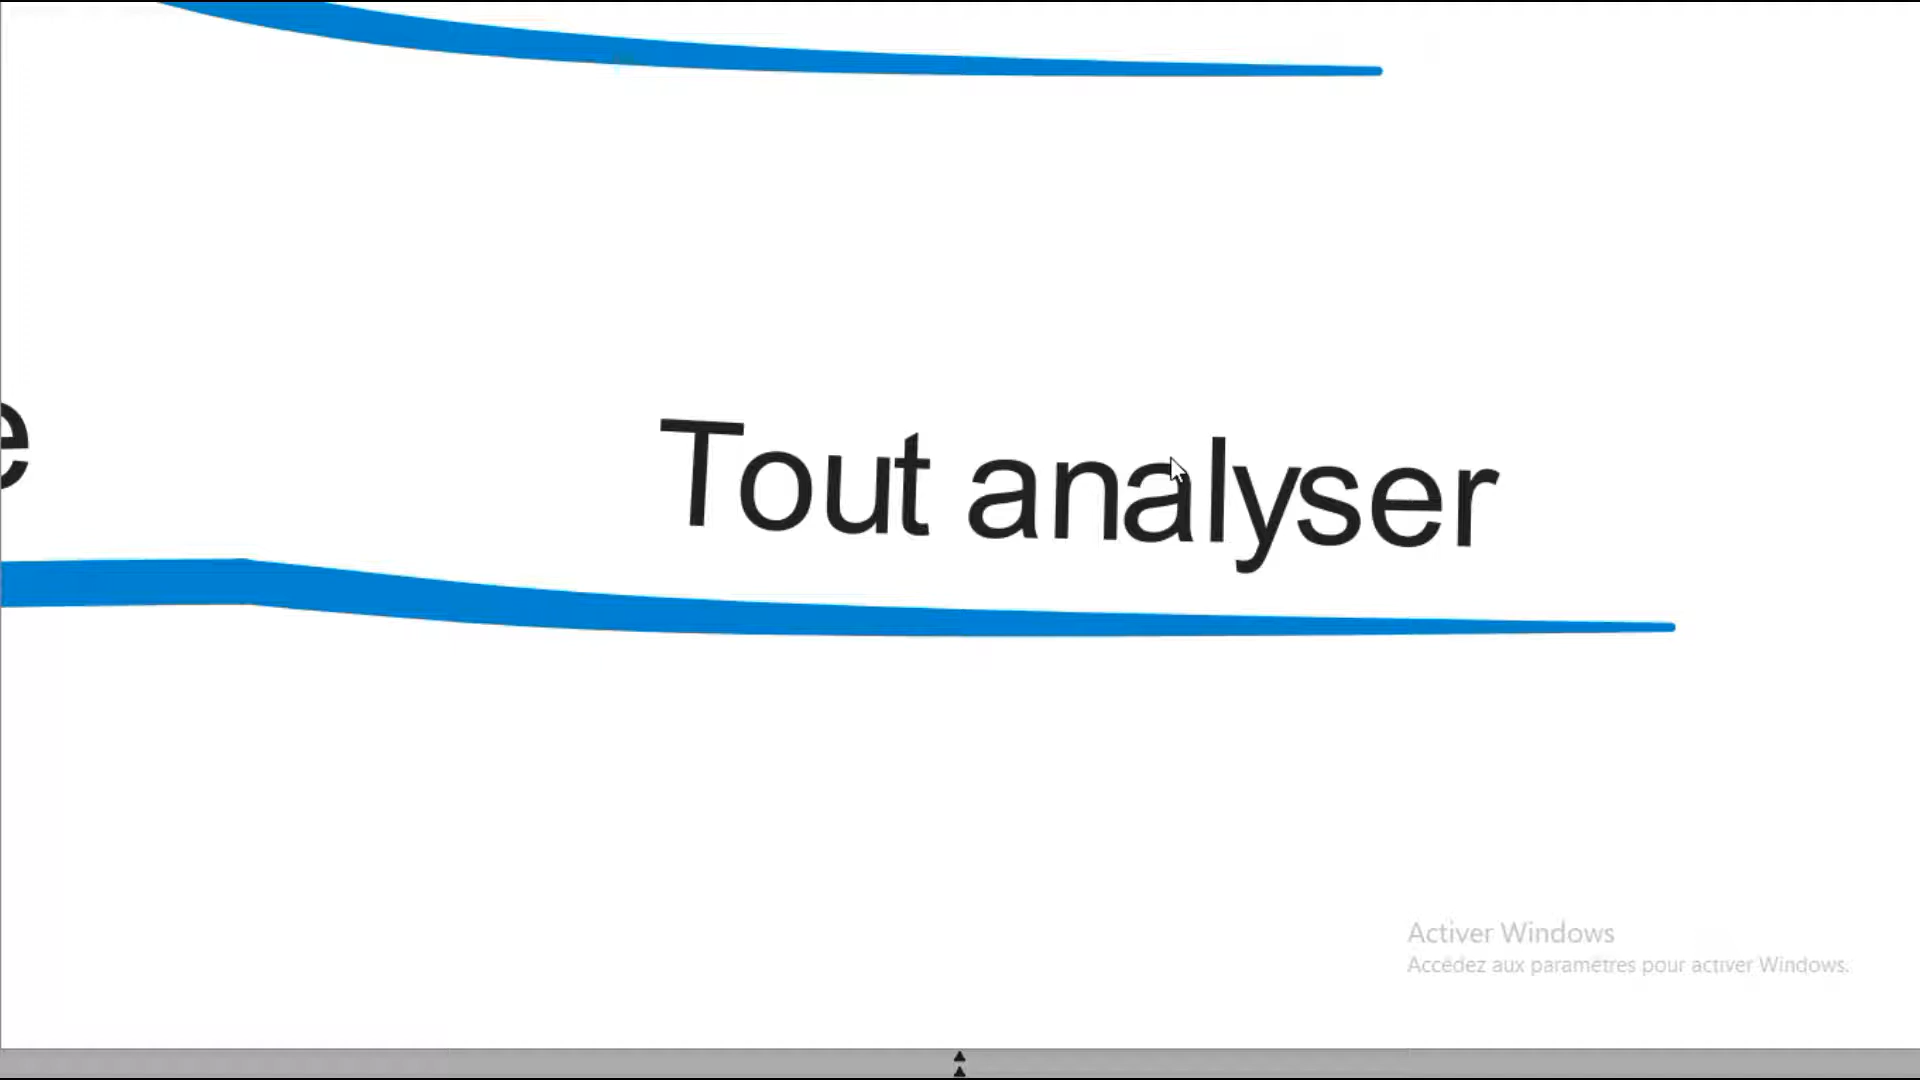 Tout analyser
Activer Windows
Accédez aux paramètres pour activer Windows.